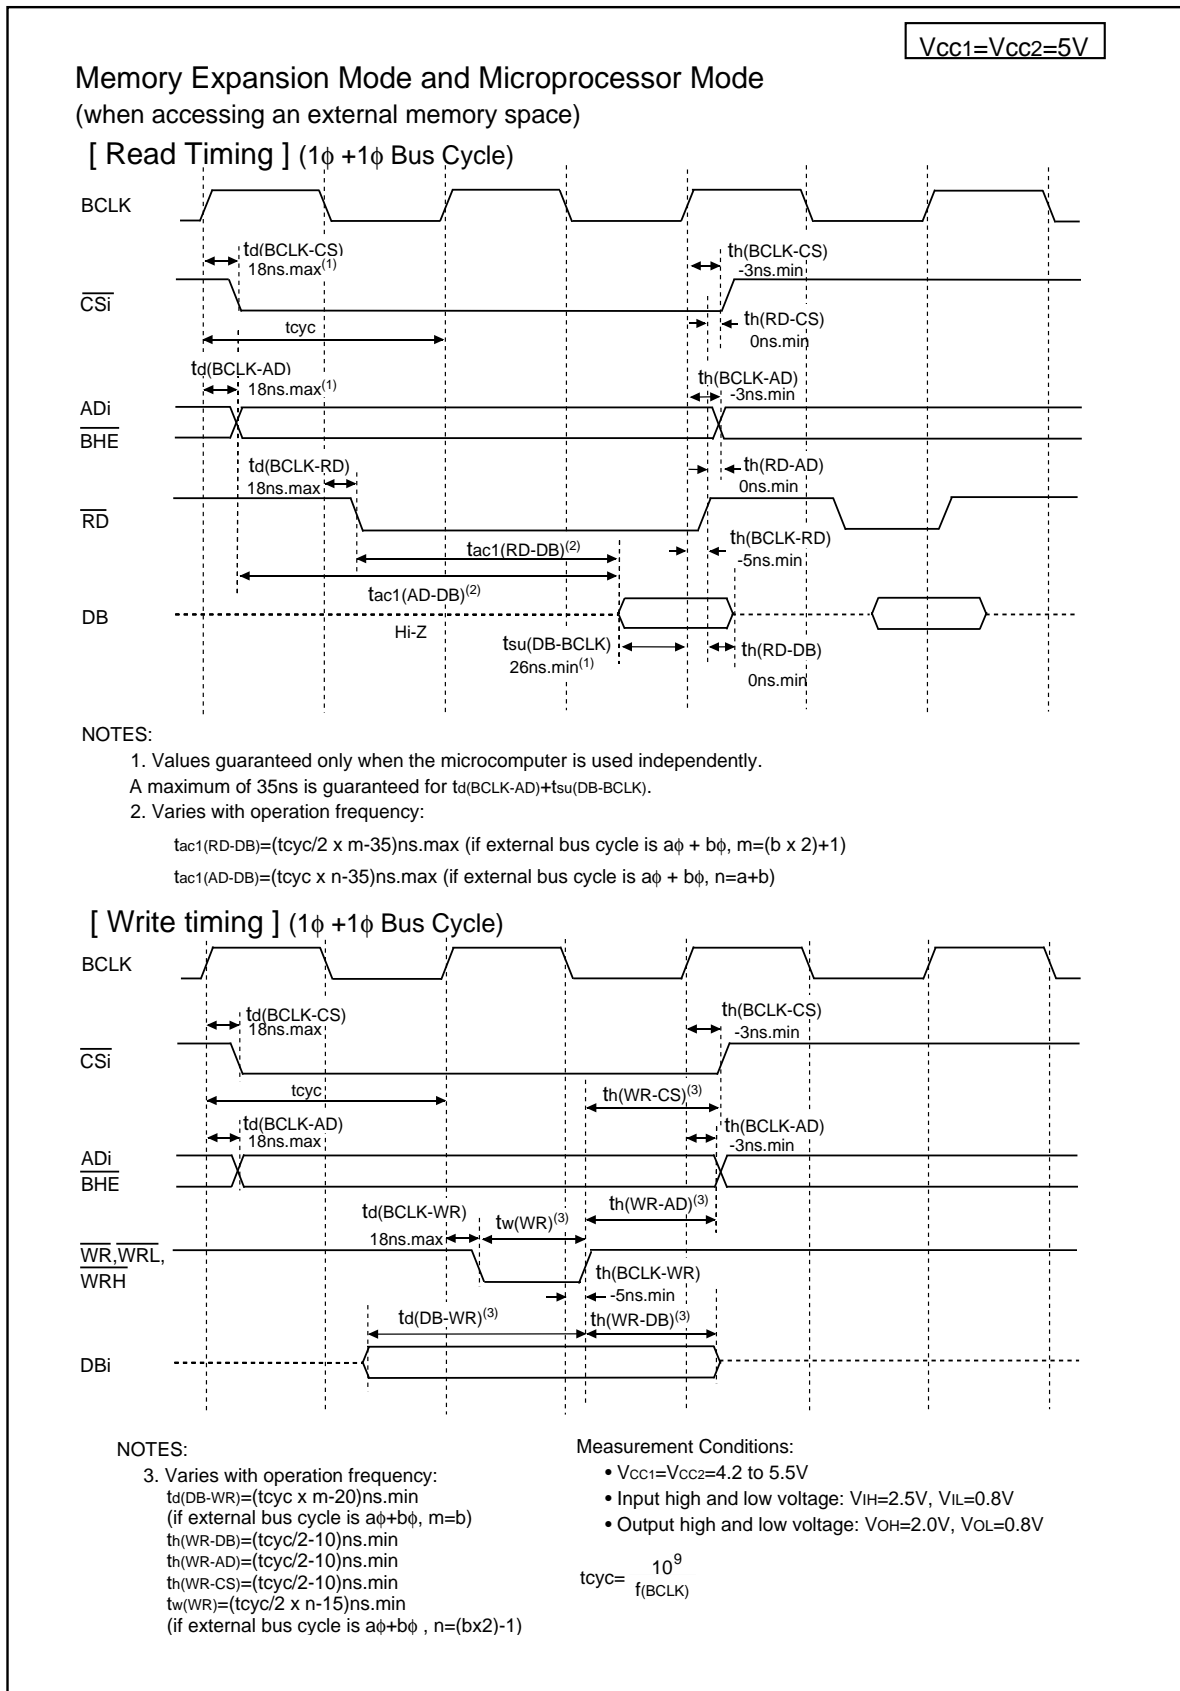 Vcc1=Vcc2=5V
Memory Expansion Mode and Microprocessor Mode
(when accessing an external memory space)
[ Read Timing ] (1ϕ +1ϕ Bus Cycle)
BCLK
td(BCLK-CS)
18ns.max(1)
th(BCLK-CS)
-3ns.min
CSi
tcyc
th(RD-CS)
0ns.min
td(BCLK-AD)
18ns.max(1)
th(BCLK-AD)
-3ns.min
ADi
BHE
td(BCLK-RD)
18ns.max
th(RD-AD)
0ns.min
RD
tac1(RD-DB)(2)
th(BCLK-RD)
-5ns.min
tac1(AD-DB)(2)
DB
Hi-Z
tsu(DB-BCLK)
26ns.min(1)
th(RD-DB)
0ns.min
NOTES:
1. Values guaranteed only when the microcomputer is used independently.
A maximum of 35ns is guaranteed for td(BCLK-AD)+tsu(DB-BCLK).
2. Varies with operation frequency:
tac1(RD-DB)=(tcyc/2 x m-35)ns.max (if external bus cycle is aϕ + bϕ, m=(b x 2)+1)
tac1(AD-DB)=(tcyc x n-35)ns.max (if external bus cycle is aϕ + bϕ, n=a+b)
[ Write timing ] (1ϕ +1ϕ Bus Cycle)
BCLK
td(BCLK-CS)
18ns.max
th(BCLK-CS)
-3ns.min
CSi
tcyc
th(WR-CS)(3)
td(BCLK-AD)
18ns.max
th(BCLK-AD)
-3ns.min
ADi
BHE
td(BCLK-WR)
18ns.max
tw(WR)(3)
th(WR-AD)(3)
WR,WRL,
WRH
th(BCLK-WR)
-5ns.min
td(DB-WR)(3)
th(WR-DB)(3)
DBi
NOTES:
3. Varies with operation frequency:
td(DB-WR)=(tcyc x m-20)ns.min
(if external bus cycle is aϕ+bϕ, m=b)
th(WR-DB)=(tcyc/2-10)ns.min
th(WR-AD)=(tcyc/2-10)ns.min
th(WR-CS)=(tcyc/2-10)ns.min
tw(WR)=(tcyc/2 x n-15)ns.min
(if external bus cycle is aϕ+bϕ , n=(bx2)-1)
Measurement Conditions:
• VCC1=VCC2=4.2 to 5.5V
• Input high and low voltage: VIH=2.5V, VIL=0.8V
• Output high and low voltage: VOH=2.0V, VOL=0.8V
tcyc= 10^9 / f(BCLK)